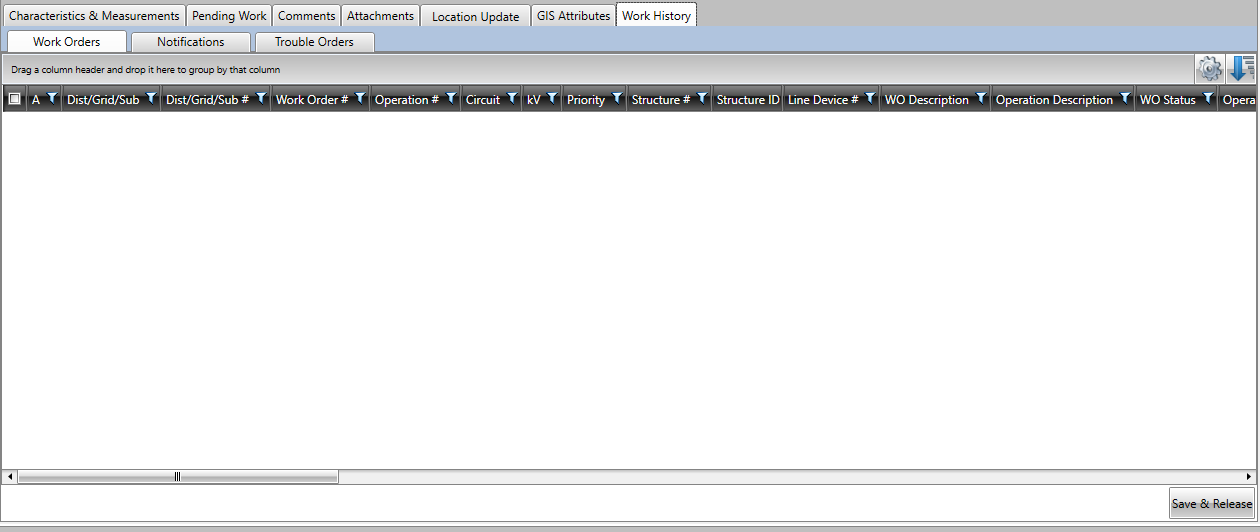 Characteristics & Measurements Pending Work Comments Attachments Location Update GIS Attributes Work History
Work Orders Notifications Trouble Orders
Drag a column header and drop it here to group by that column
A Dist/Grid/Sub Dist/Grid/Sub # Work Order # Operation # Circuit kV Priority Structure # Structure ID Line Device # WO Description Operation Description WO Status Opera
Save & Release